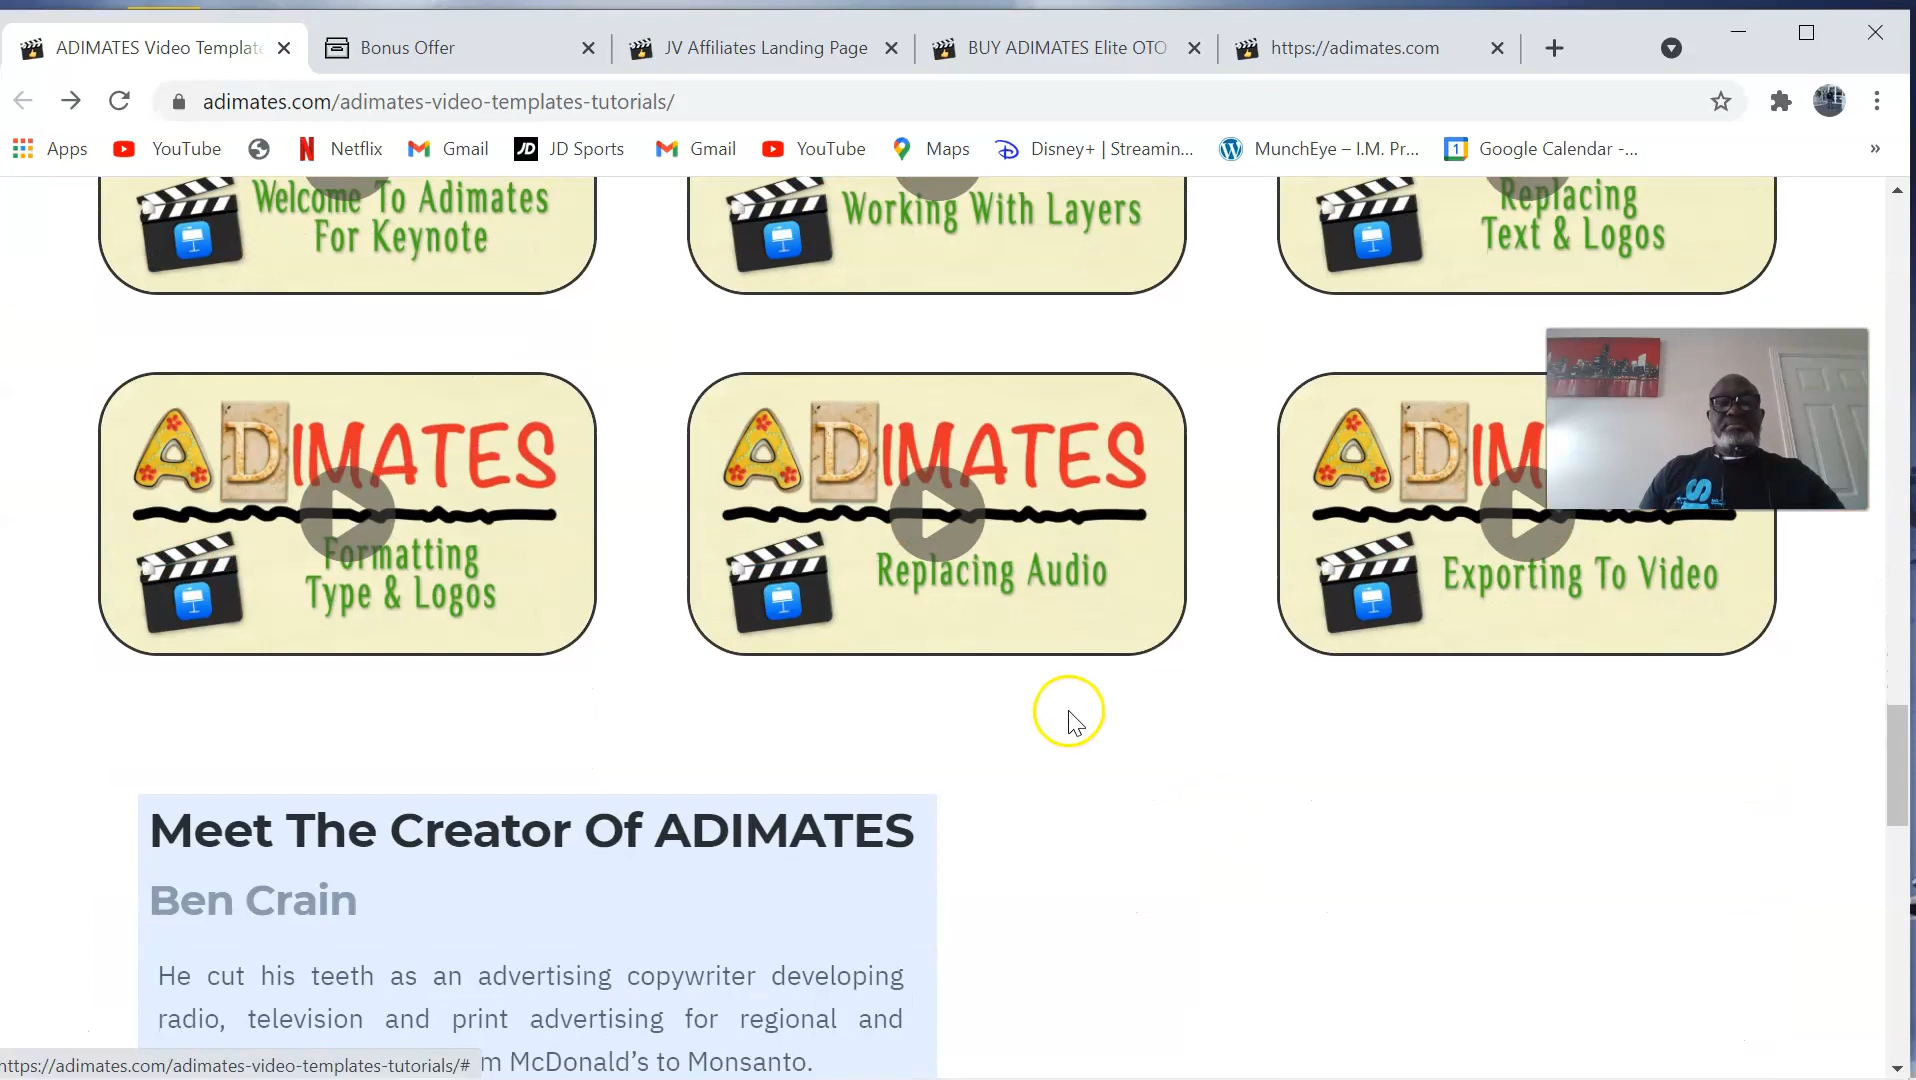 ADIMATES Video Templat
Bonus Offer
JV Affiliates Landing Page
BUY ADIMATES Elite OTO
https://adimates.com
adimates.com/adimates-video-templates-tutorials/
Apps
YouTube
Netflix
Gmail
JD
JD Sports
Gmail
YouTube
Maps
Disney+ | Streamin...
MunchEye – I.M. Pr...
1
Google Calendar -...
»
Welcome To Adimates
For Keynote
Working With Layers
Replacing
Text & Logos
ADIMATES
Formatting
Type & Logos
ADIMATES
Replacing Audio
ADIM
Exporting To Video
Meet The Creator Of ADIMATES
Ben Crain
He cut his teeth as an advertising copywriter developing
radio, television and print advertising for regional and
m McDonald's to Monsanto.
https://adimates.com/adimates-video-templates-tutorials/#